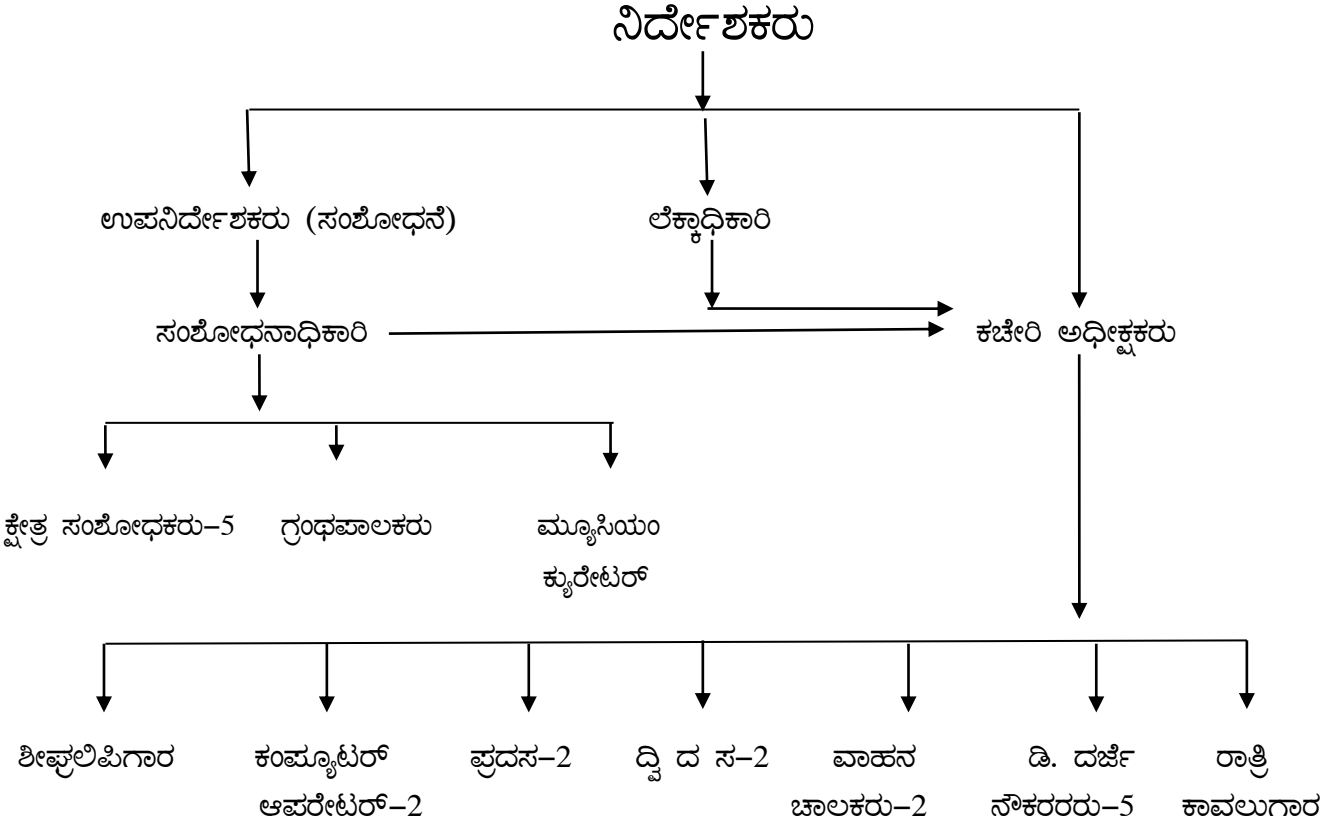 ನಿರ್ದೇಶಕರು
ಉಪನಿರ್ದೇಶಕರು (ಸಂಶೋಧನೆ)
ಲೆಕ್ಕಾಧಿಕಾರಿ
ಸಂಶೋಧನಾಧಿಕಾರಿ
ಕಚೇರಿ ಅಧೀಕ್ಷಕರು
ಕ್ಷೇತ್ರ ಸಂಶೋಧಕರು–5
ಗ್ರಂಥಪಾಲಕರು
ಮ್ಯೂಸಿಯಂ
ಕ್ಯುರೇಟರ್
ಶೀಘ್ರಲಿಪಿಗಾರ
ಕಂಪ್ಯೂಟರ್
ಆಪರೇಟರ್–2
ಪ್ರದಸ–2
ದ್ವಿ ದ ಸ–2
ವಾಹನ
ಚಾಲಕರು–2
ಡಿ. ದರ್ಜೆ
ನೌಕರರರು–5
ರಾತ್ರಿ
ಕಾವಲುಗಾರ